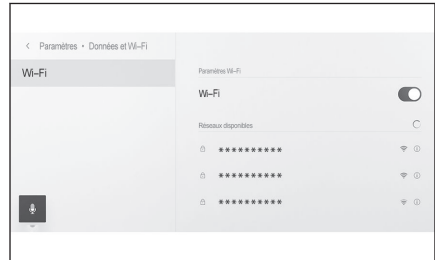 < Paramètres • Données et Wi-Fi
Wi-Fi
Paramètres Wi-Fi
Wi-Fi
Réseaux disponibles
**********
**********
**********